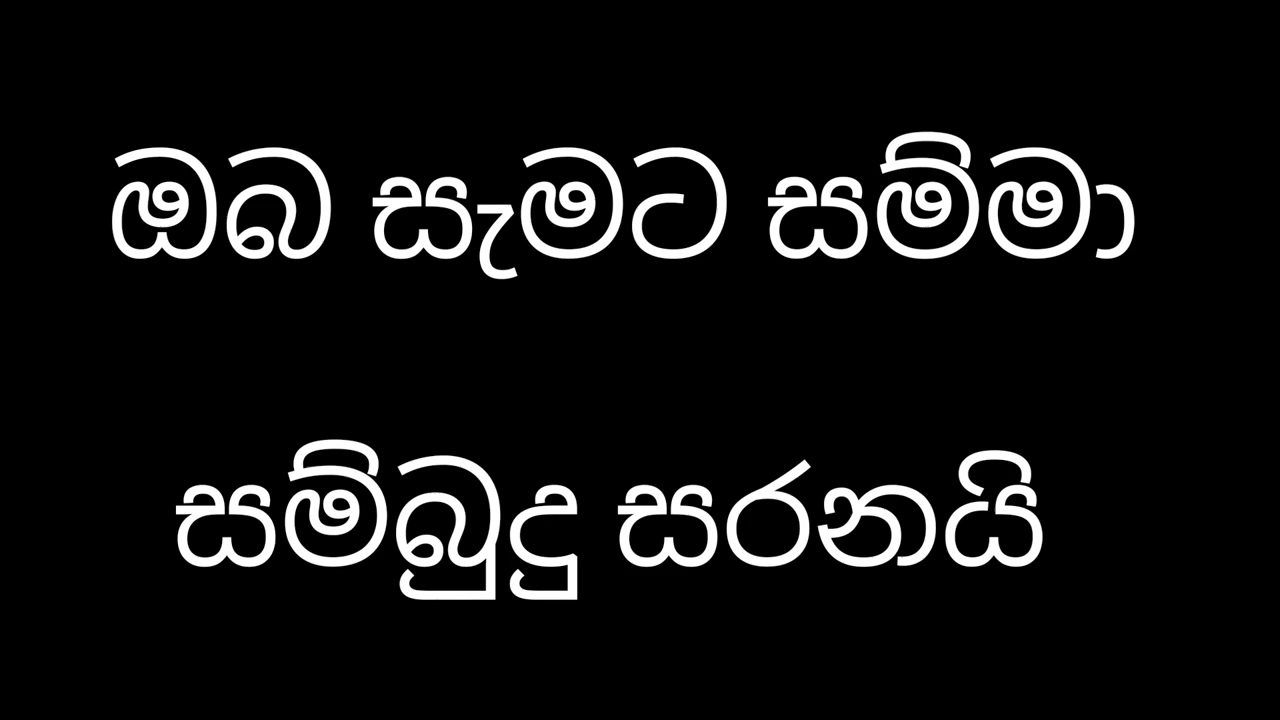 ඔබ සැමට සම්මා
සම්බුදු සරනයි